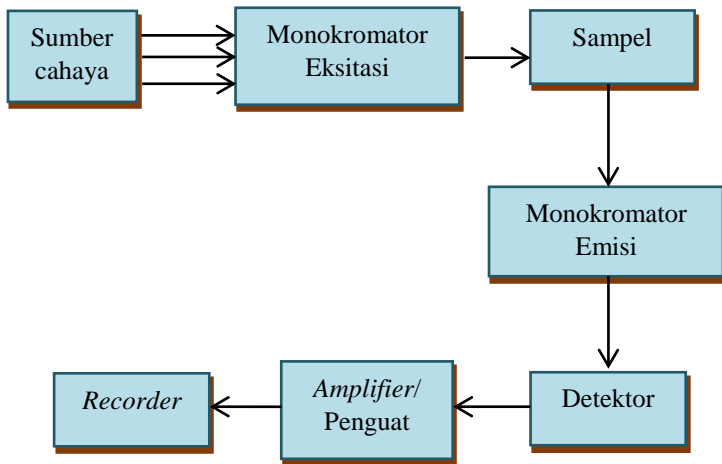 Sumber
cahaya
Monokromator
Eksitasi
Sampel
Monokromator
Emisi
Detektor
Amplifier/
Penguat
Recorder